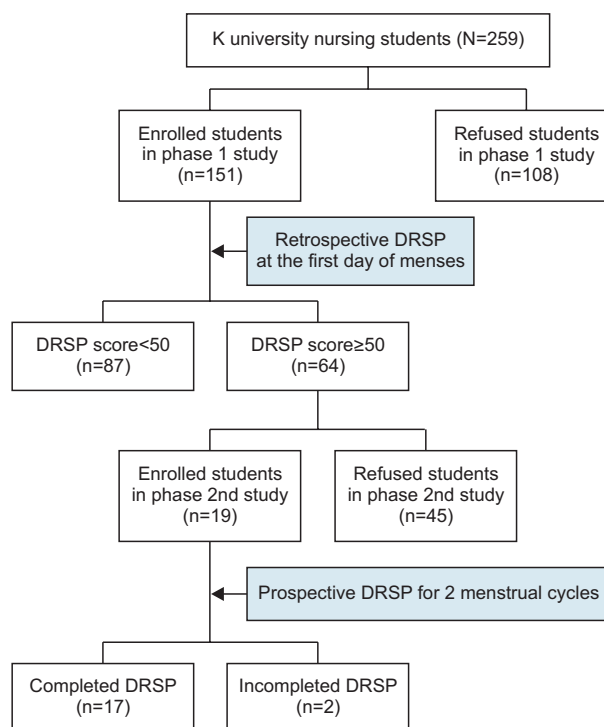 K university nursing students (N=259)
Enrolled students
in phase 1 study
(n=151)
Refused students
in phase 1 study
(n=108)
Retrospective DRSP
at the first day of menses
DRSP score<50
(n=87)
DRSP score≥50
(n=64)
Enrolled students
in phase 2nd study
(n=19)
Refused students
in phase 2nd study
(n=45)
Prospective DRSP for 2 menstrual cycles
Completed DRSP
(n=17)
Incompleted DRSP
(n=2)